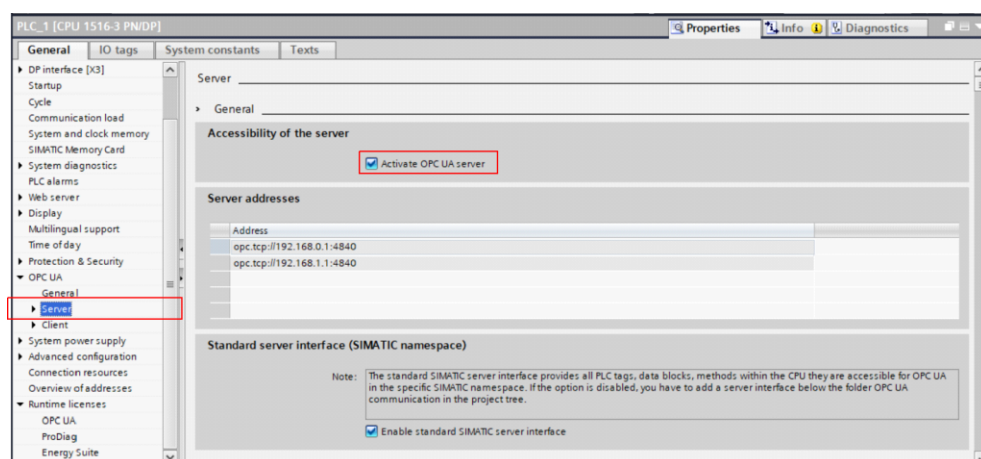 PLC_1 [CPU 1516-3 PN/DP]
Properties
Info
Diagnostics
General
IO tags
System constants
Texts
DP interface [X3]
Startup
Cycle
Communication load
System and clock memory
SIMATIC Memory Card
System diagnostics
PLC alarms
Web server
Display
Multilingual support
Time of day
Protection & Security
OPC UA
General
Server
Client
System power supply
Advanced configuration
Connection resources
Overview of addresses
Runtime licenses
OPC UA
ProDiag
Energy Suite
Server
General
Accessibility of the server
Activate OPC UA server
Server addresses
Address
opc.tcp://192.168.0.1:4840
opc.tcp://192.168.1.1:4840
Standard server interface (SIMATIC namespace)
Note:
The standard SIMATIC server interface provides all PLC tags, data blocks, methods within the CPU they are accessible for OPC UA
in the specific SIMATIC namespace. If the option is disabled, you have to add a server interface below the folder OPC UA
communication in the project tree.
Enable standard SIMATIC server interface